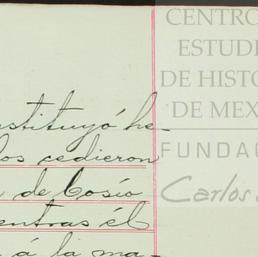 CENTRO
ESTUDI
DE HISTO
DE MEX
FUNDAC
Carlos S
stituyó he-
los cedieron
de Cosío
entras él
á la ma-